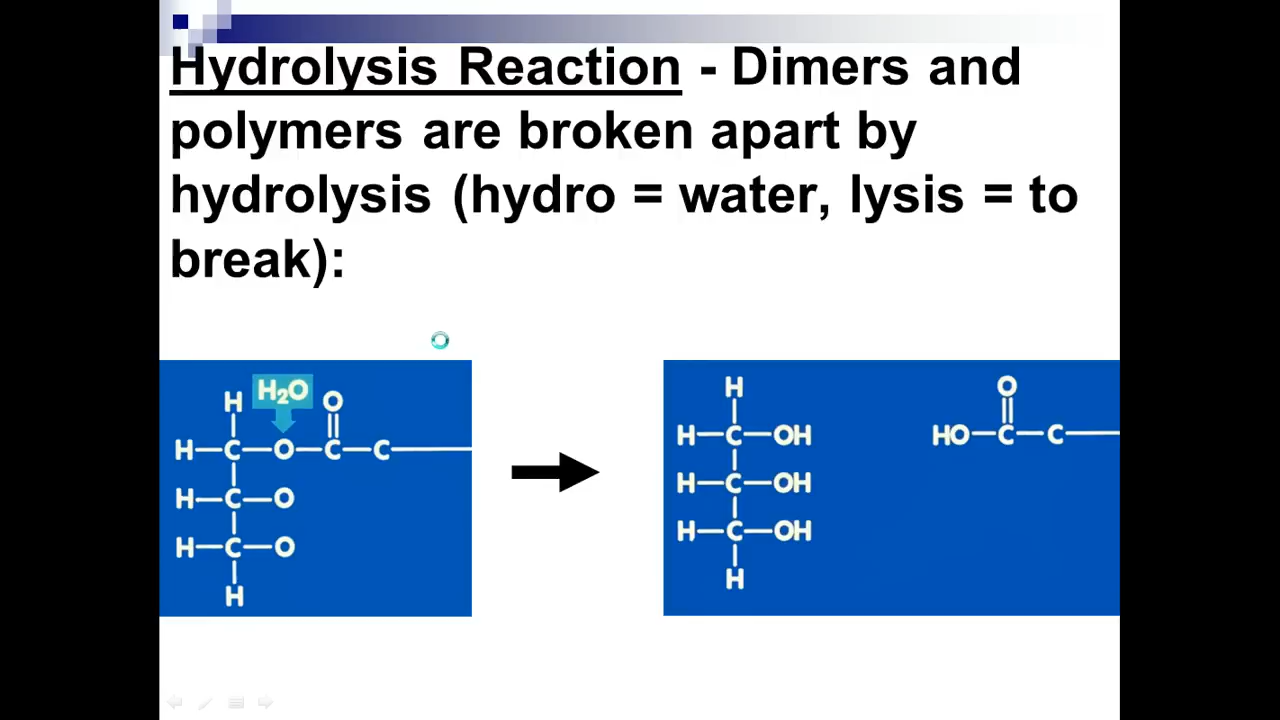 Hydrolysis Reaction - Dimers and
polymers are broken apart by
hydrolysis (hydro = water, lysis = to
break):
H H₂O O
H—C—O—C—C—
H—C—O
H—C—O
H
H
H—C—OH
H—C—OH
H—C—OH
H
O
HO—C—C—